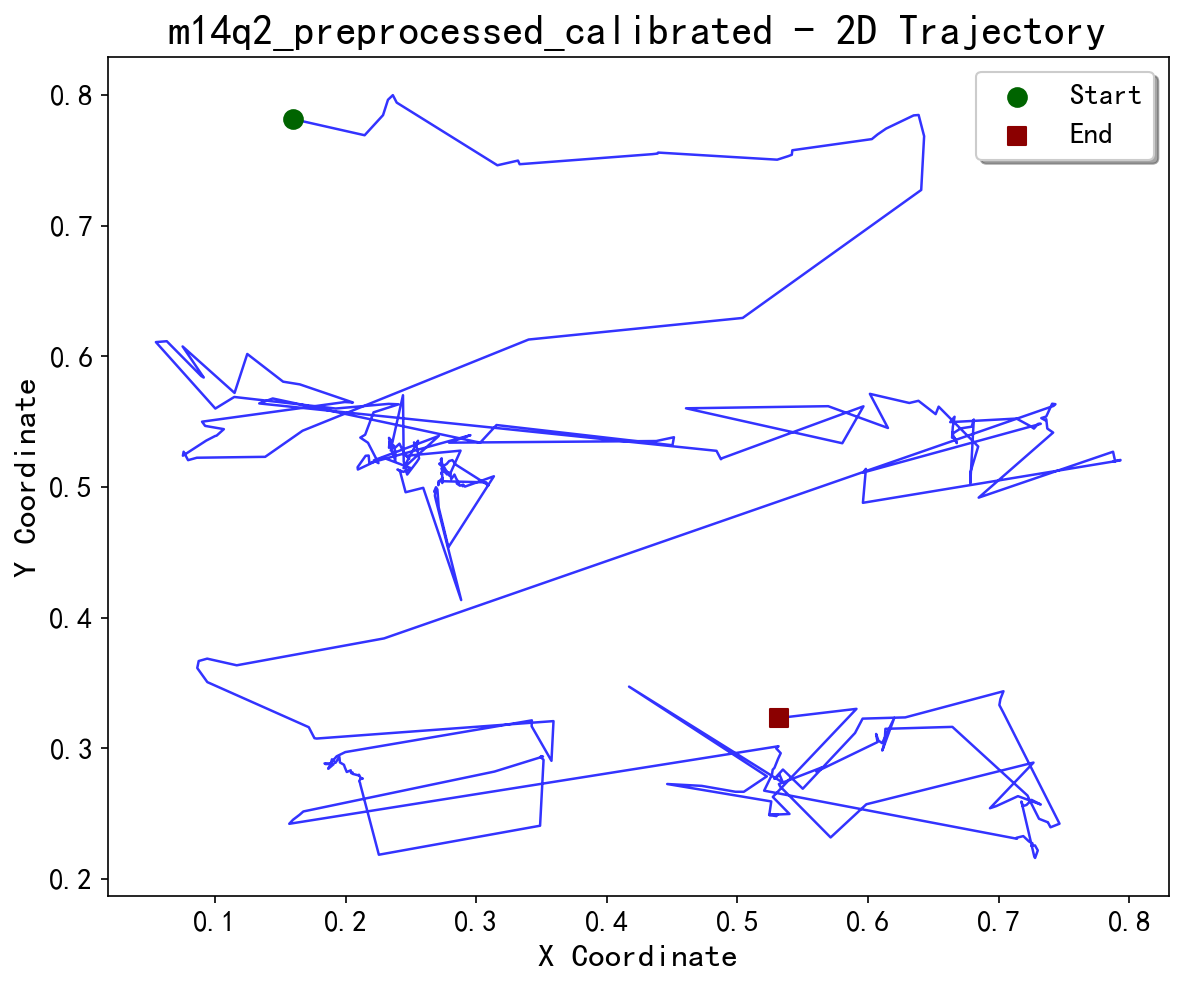 m14q2_preprocessed_calibrated - 2D Trajectory
Start
End
Y Coordinate
0.8
0.7
0.6
0.5
0.4
0.3
0.2
0.1 0.2 0.3 0.4 0.5 0.6 0.7 0.8
X Coordinate